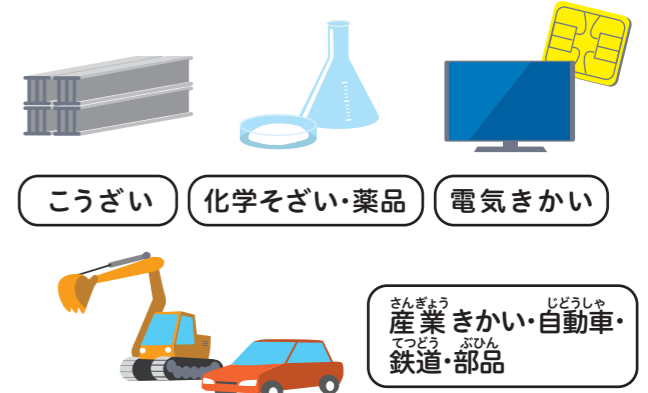 こうざい
化学そざい・薬品
電気きかい
さんぎょう じどうしゃ
産業きかい・自動車・
てつどう ぶひん
鉄道・部品